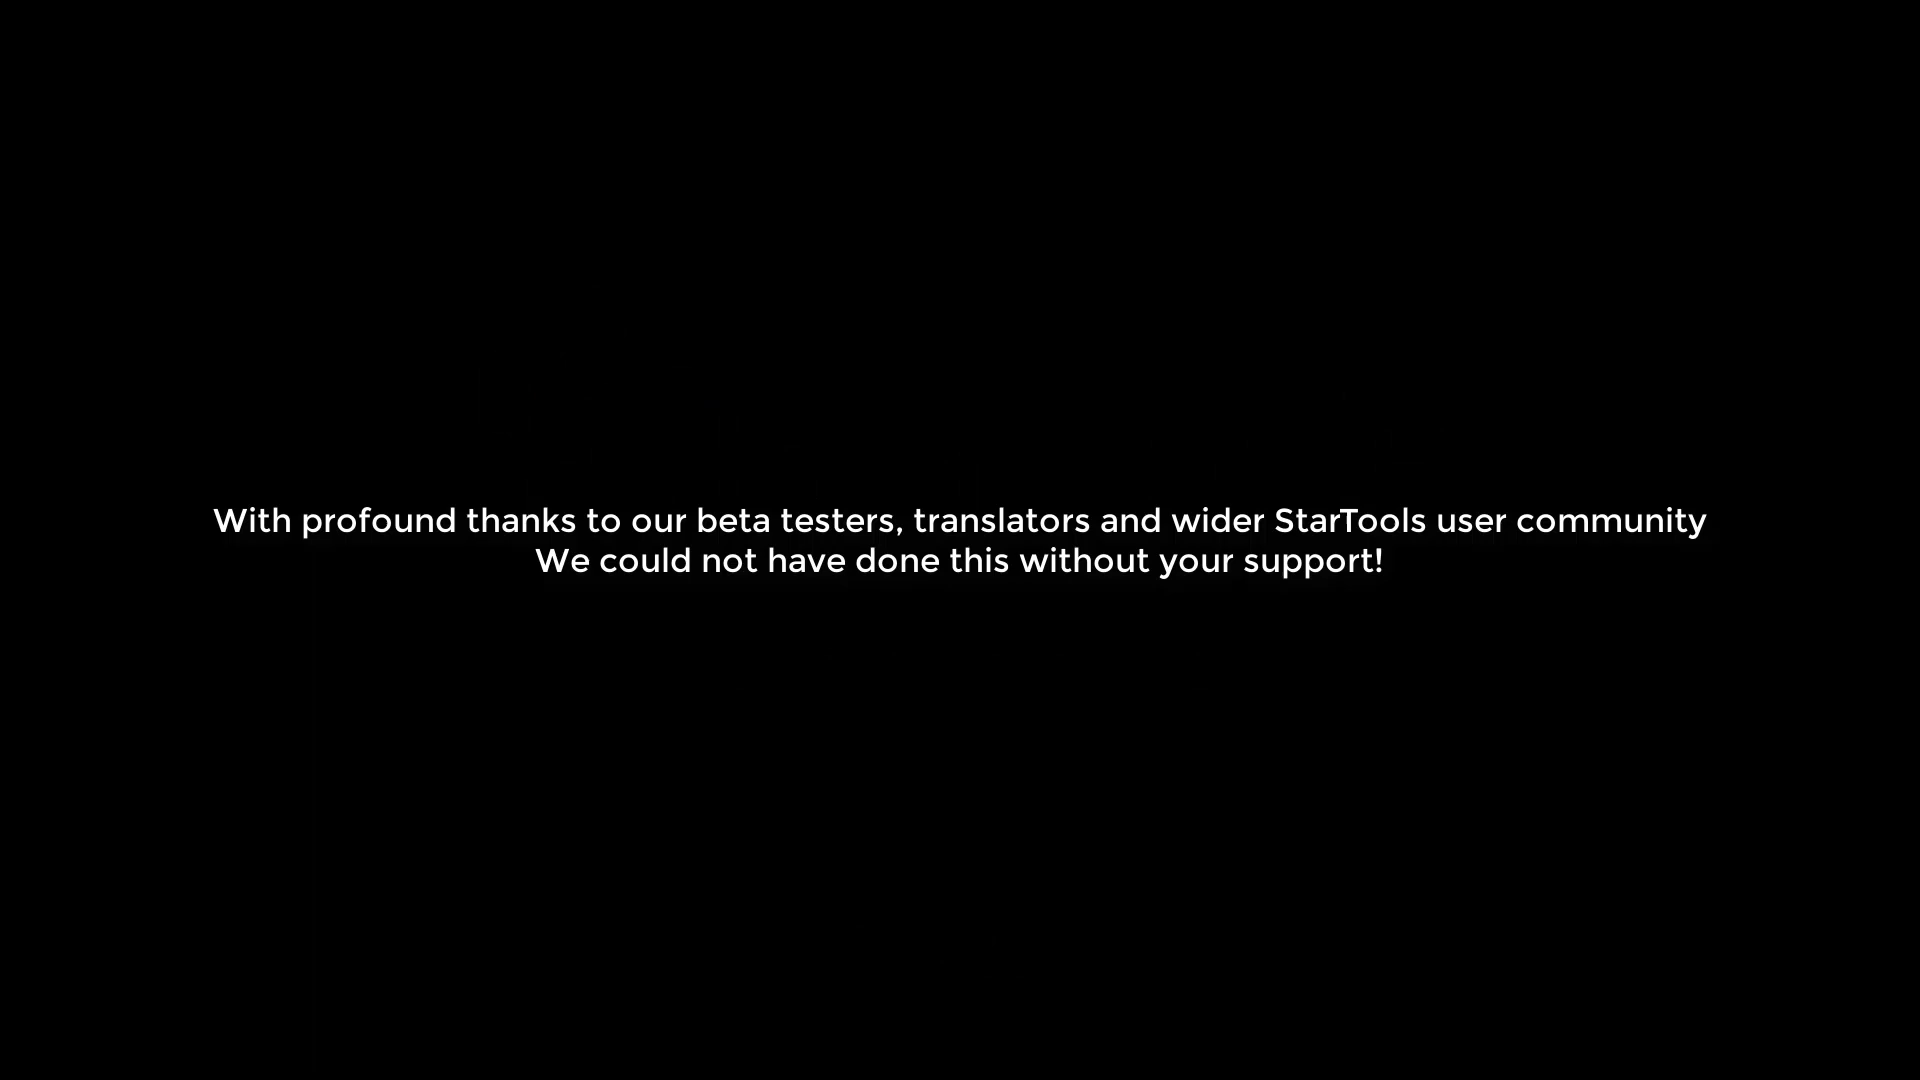 With profound thanks to our beta testers, translators and wider StarTools user community
We could not have done this without your support!